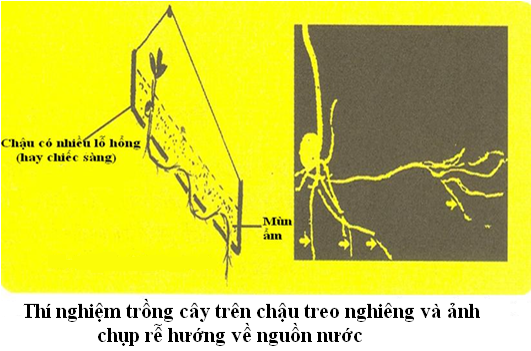 Chậu có nhiều lỗ hổng
(hay chiếc sàng)
Mùn
ẩm
Thí nghiệm trồng cây trên chậu treo nghiêng và ảnh
chụp rễ hướng về nguồn nước